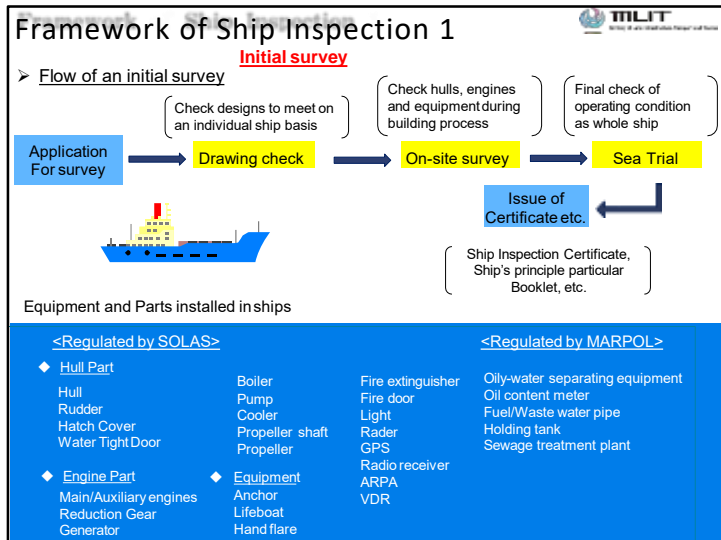 Framework of Ship Inspection 1
MLIT
Initial survey
➢ Flow of an initial survey
Check designs to meet on
an individual ship basis
Check hulls, engines
and equipment during
building process
Final check of
operating condition
as whole ship
Application
For survey
Drawing check
On-site survey
Sea Trial
Issue of
Certificate etc.
Ship Inspection Certificate,
Ship's principle particular
Booklet, etc.
Equipment and Parts installed in ships
<Regulated by SOLAS>
◆ Hull Part
Hull
Rudder
Hatch Cover
Water Tight Door
◆ Engine Part
Main/Auxiliary engines
Reduction Gear
Generator
Boiler
Pump
Cooler
Propeller shaft
Propeller
◆ Equipment
Anchor
Lifeboat
Hand flare
Fire extinguisher
Fire door
Light
Rader
GPS
Radio receiver
ARPA
VDR
<Regulated by MARPOL>
Oily-water separating equipment
Oil content meter
Fuel/Waste water pipe
Holding tank
Sewage treatment plant